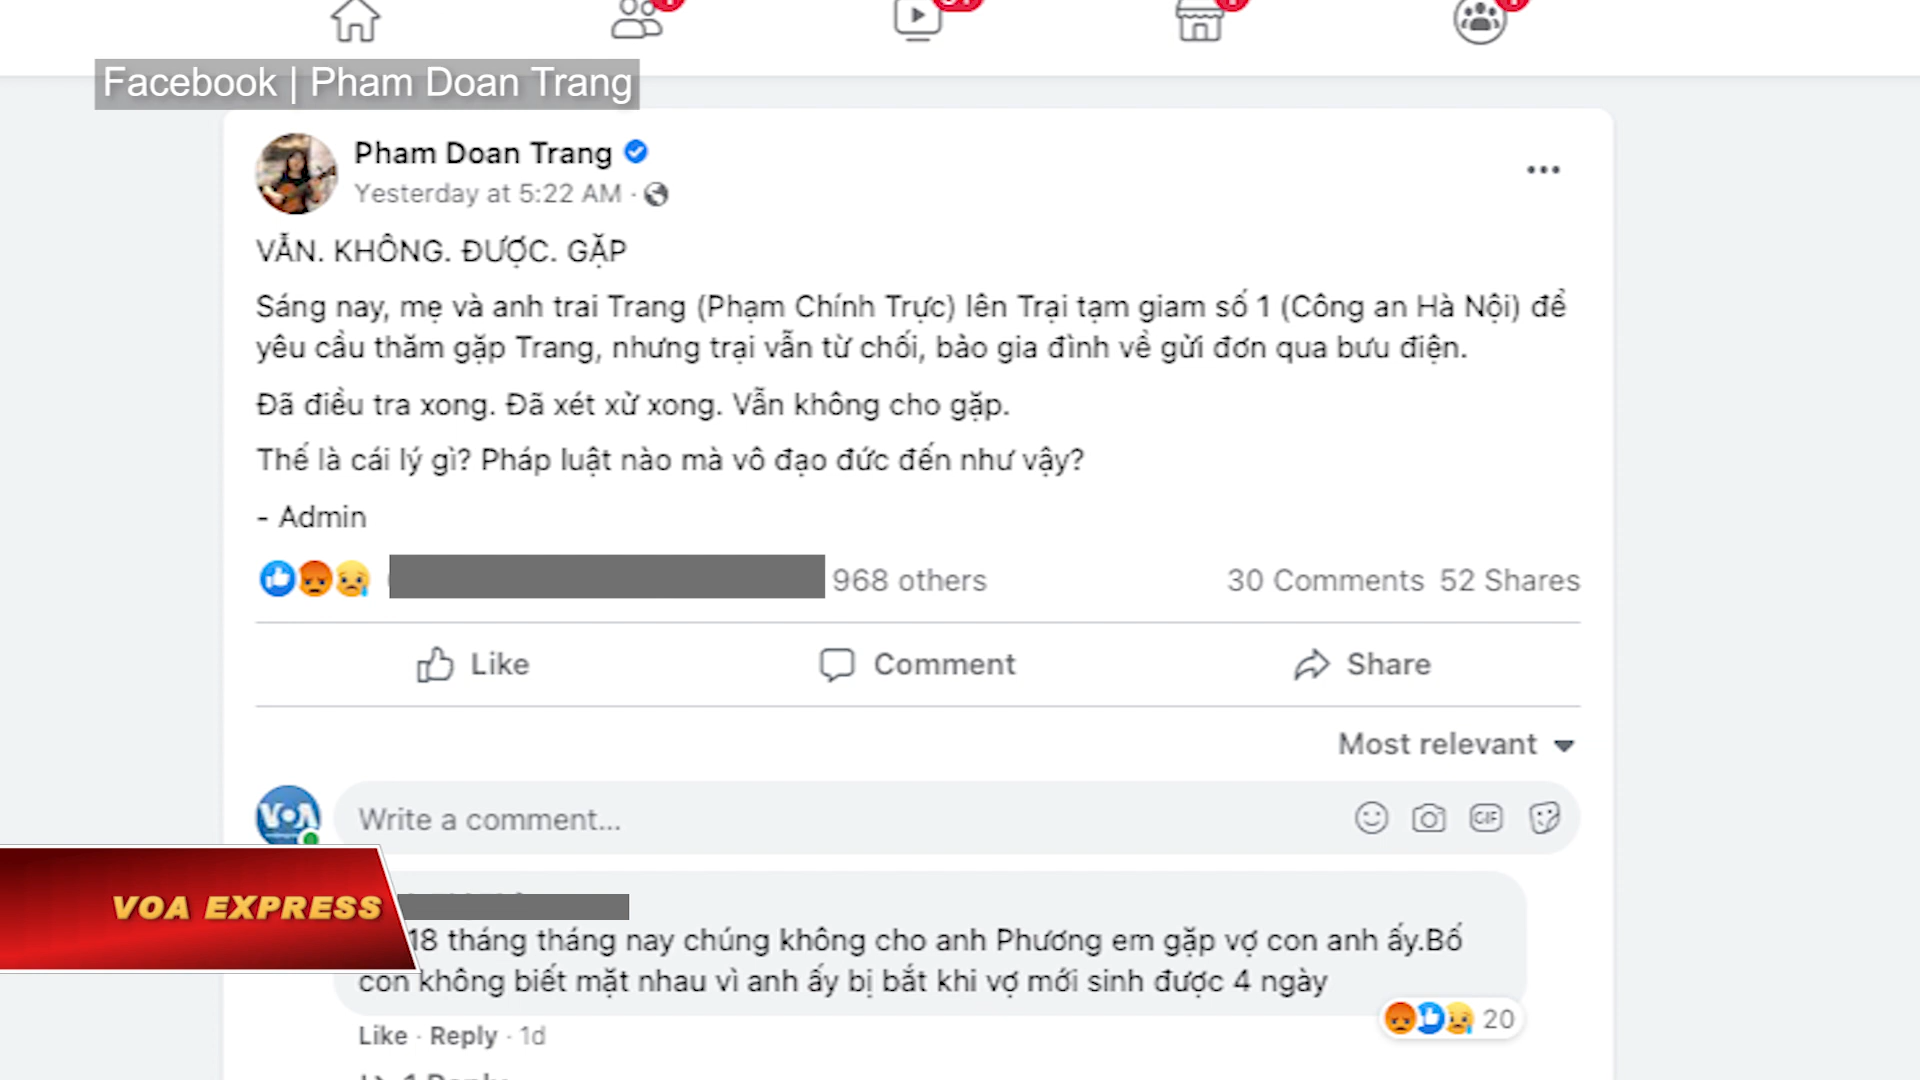 Facebook | Pham Doan Trang
Pham Doan Trang
Yesterday at 5:22 AM ·
VẪN. KHÔNG. ĐƯỢC. GẶP
Sáng nay, mẹ và anh trai Trang (Phạm Chính Trực) lên Trại tạm giam số 1 (Công an Hà Nội) để
yêu cầu thăm gặp Trang, nhưng trại vẫn từ chối, bảo gia đình về gửi đơn qua bưu điện.
Đã điều tra xong. Đã xét xử xong. Vẫn không cho gặp.
Thế là cái lý gì? Pháp luật nào mà vô đạo đức đến như vậy?
- Admin
968 others
30 Comments 52 Shares
Like Comment Share
Most relevant
VOA
Write a comment...
GIF
VOA EXPRESS
18 tháng tháng nay chúng không cho anh Phương em gặp vợ con anh ấy.Bố
con không biết mặt nhau vì anh ấy bị bắt khi vợ mới sinh được 4 ngày
20
Like · Reply · 1d
1 Reply